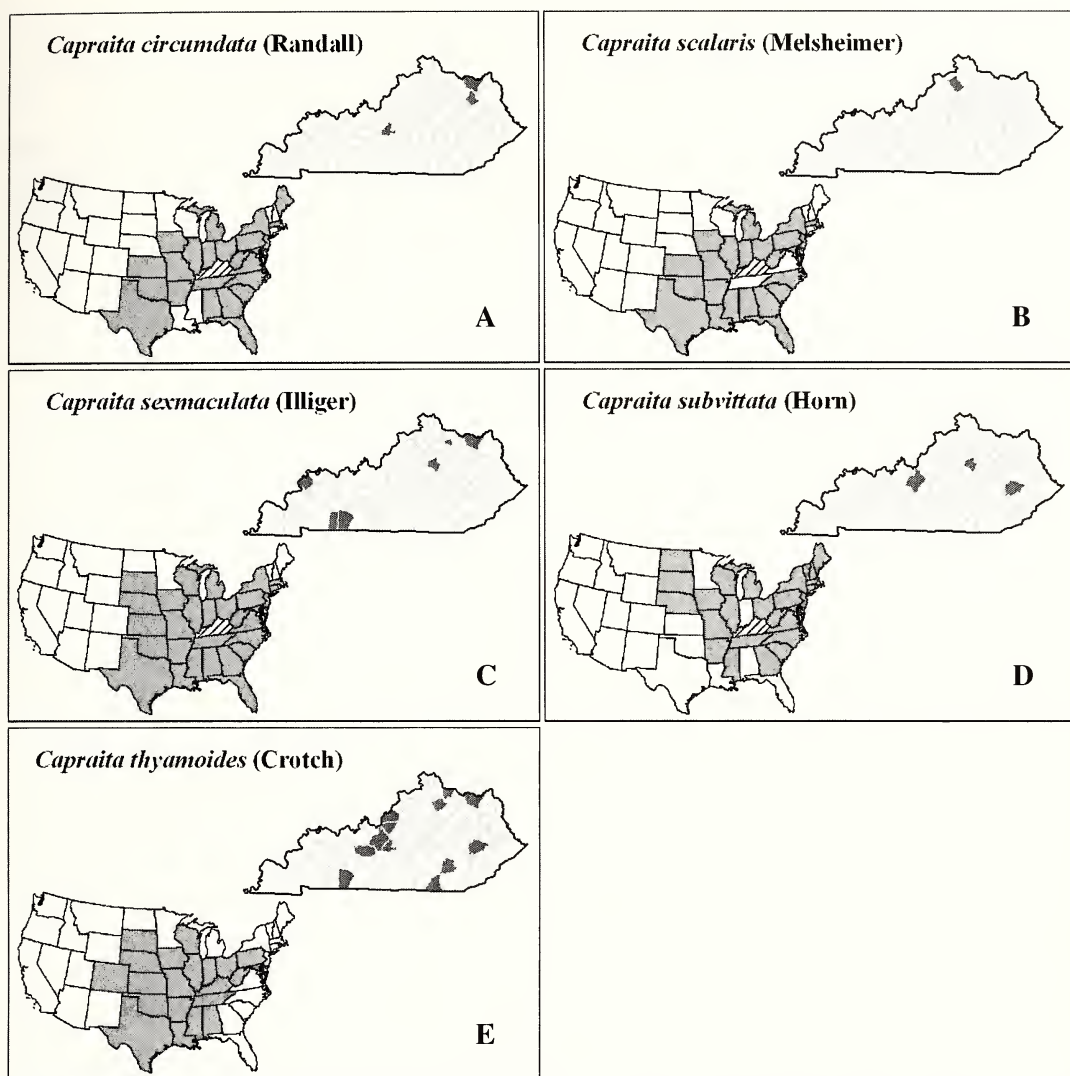 Capraita circumdata (Randall)
A
Capraita scalaris (Melsheimer)
B
Capraita sexmaculata (Illiger)
C
Capraita subvittata (Horn)
D
Capraita thyamoides (Crotch)
E